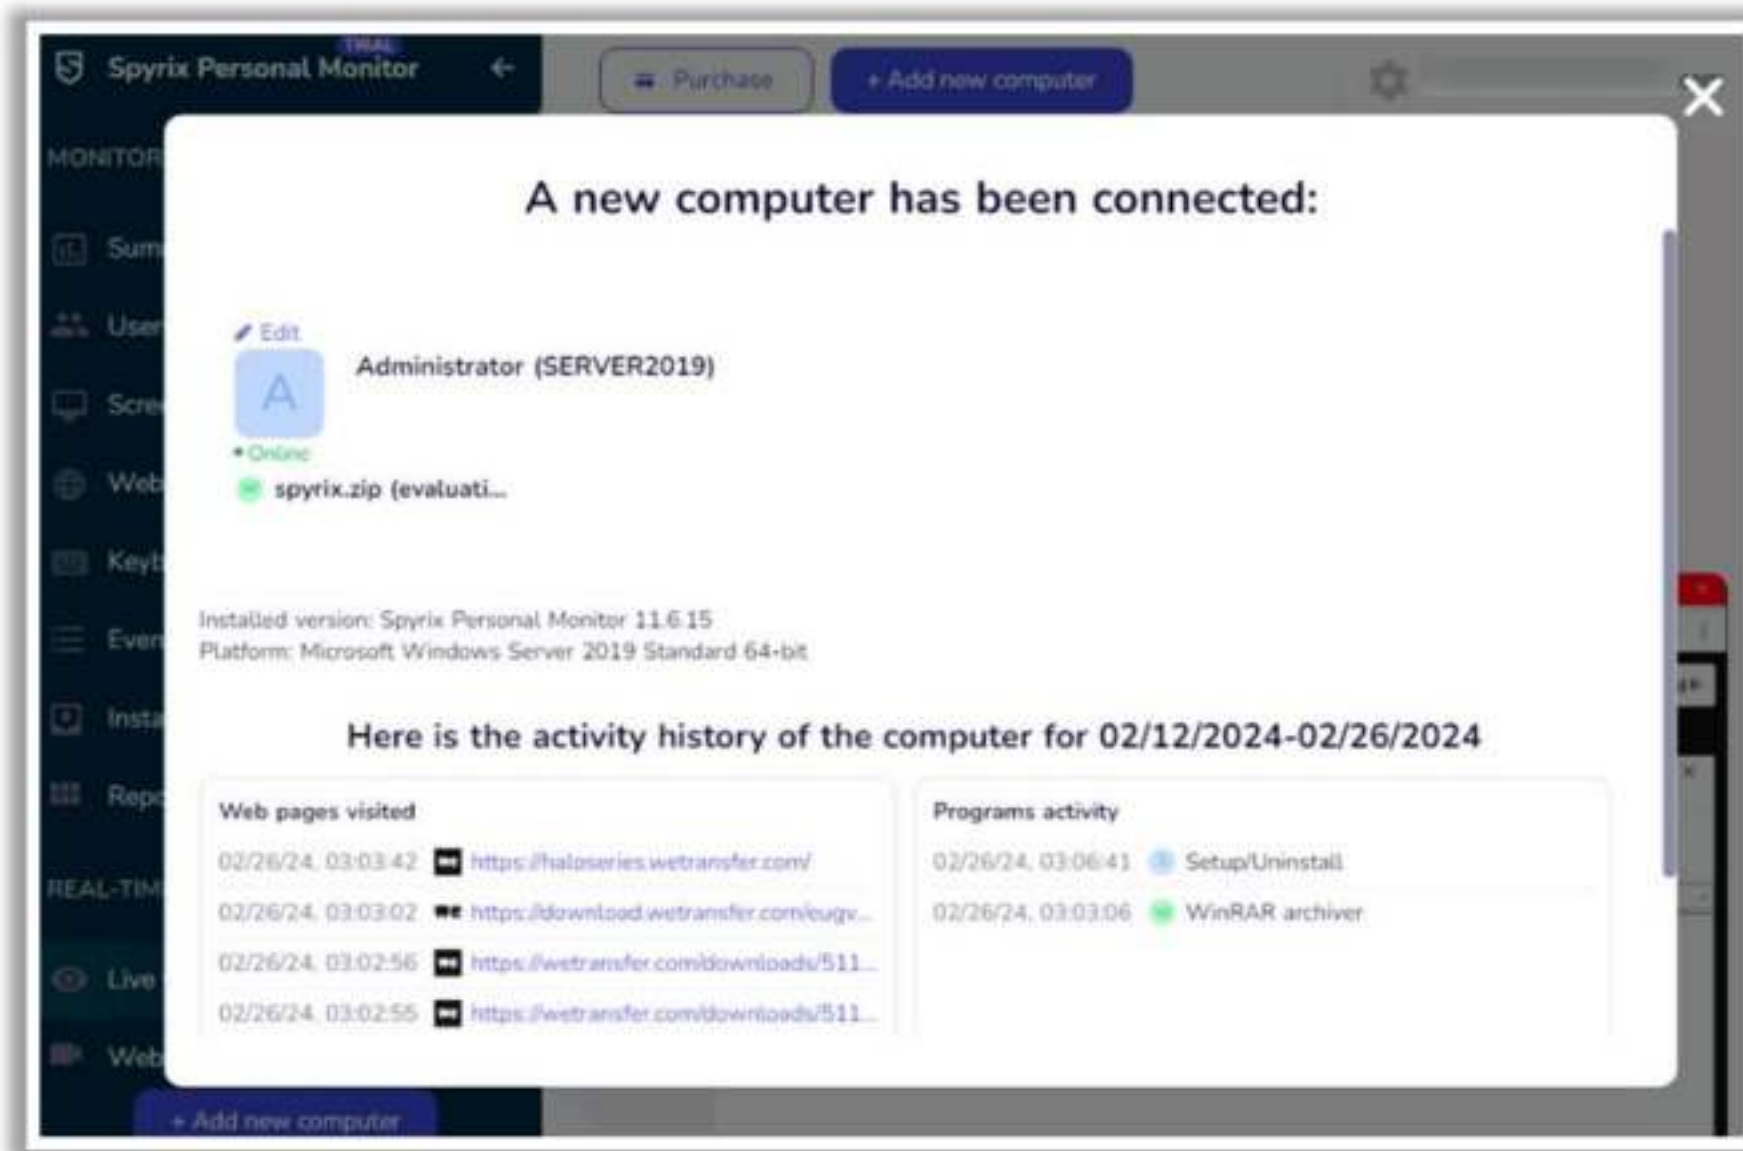 TRIAL
Spyrix Personal Monitor
Purchase
+ Add new computer
MONITOR
A new computer has been connected:
Sum
User
Edit
Administrator (SERVER2019)
A
Scre
Online
Web
spyrix.zip (evaluati...
Keyb
Installed version: Spyrix Personal Monitor 11.6.15
Even
Platform: Microsoft Windows Server 2019 Standard 64-bit
Insta
Here is the activity history of the computer for 02/12/2024-02/26/2024
Repo
Web pages visited
Programs activity
02/26/24, 03:03:42 https://haloseries.wetransfer.com/
02/26/24, 03:06:41 Setup/Uninstall
REAL-TIM
02/26/24, 03:03:02 we https://download.wetransfer.com/eugv...
02/26/24, 03:03:06 WinRAR archiver
02/26/24, 03:02:56 https://wetransfer.com/downloads/511...
Live
02/26/24, 03:02:55 https://wetransfer.com/downloads/511...
Web
+ Add new computer